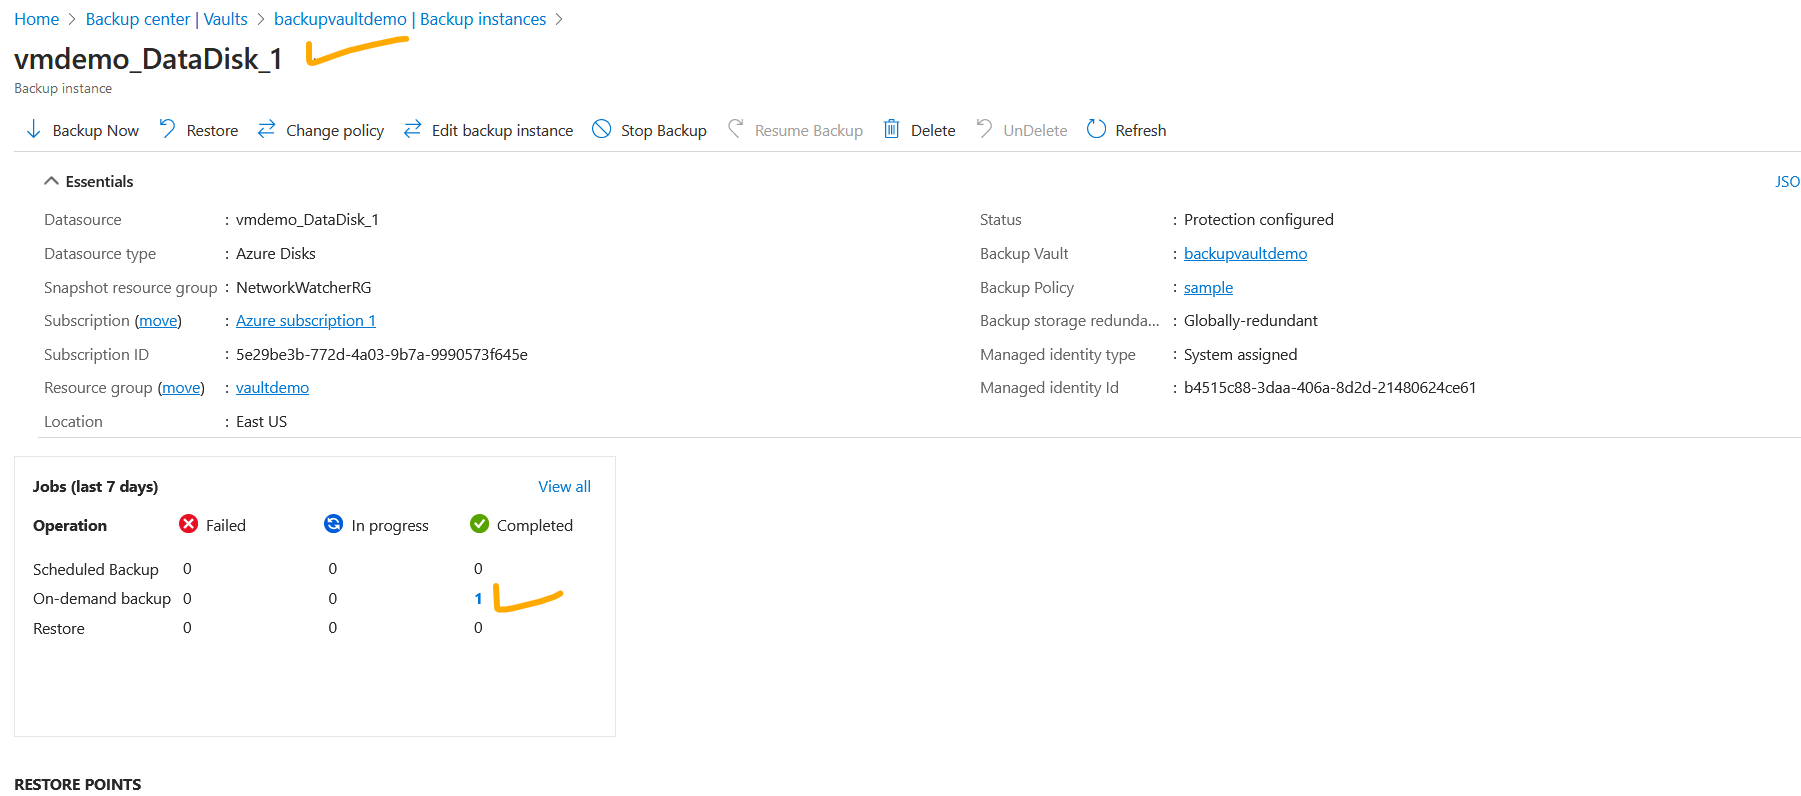 Home > Backup center | Vaults > backupvaultdemo | Backup instances >
vmdemo_DataDisk_1
Backup instance
Backup Now Restore Change policy Edit backup instance Stop Backup Resume Backup Delete UnDelete Refresh
Essentials JSO
Datasource : vmdemo_DataDisk_1 Status : Protection configured
Datasource type : Azure Disks Backup Vault : backupvaultdemo
Snapshot resource group : NetworkWatcherRG Backup Policy : sample
Subscription (move) : Azure subscription 1 Backup storage redunda... : Globally-redundant
Subscription ID : 5e29be3b-772d-4a03-9b7a-9990573f645e Managed identity type : System assigned
Resource group (move) : vaultdemo Managed identity Id : b4515c88-3daa-406a-8d2d-21480624ce61
Location : East US
Jobs (last 7 days) View all
Operation Failed In progress Completed
Scheduled Backup 0 0 0
On-demand backup 0 0 1
Restore 0 0 0
RESTORE POINTS